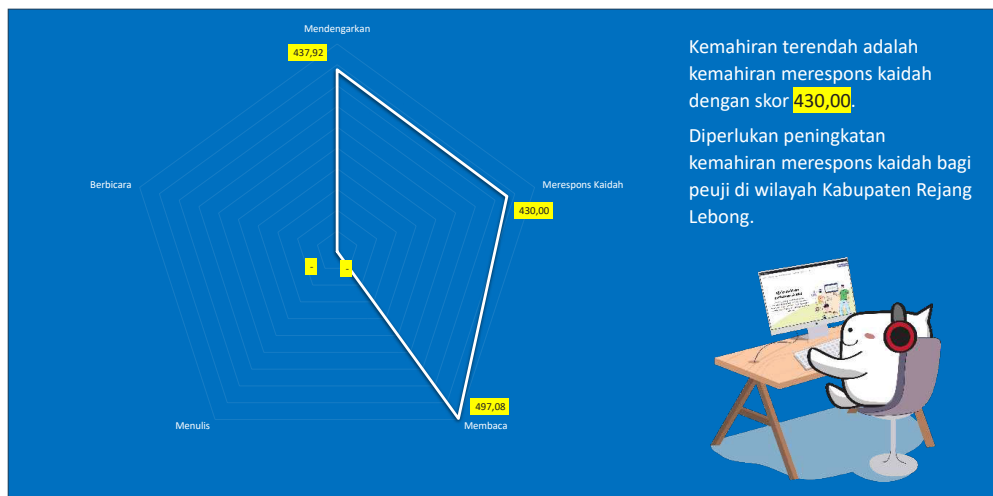 Mendengarkan
437,92
Berbicara
Merespons Kaidah
430,00
-
-
497,08
Menulis
Membaca
Kemahiran terendah adalah
kemahiran merespons kaidah
dengan skor 430,00.
Diperlukan peningkatan
kemahiran merespons kaidah bagi
peuji di wilayah Kabupaten Rejang
Lebong.